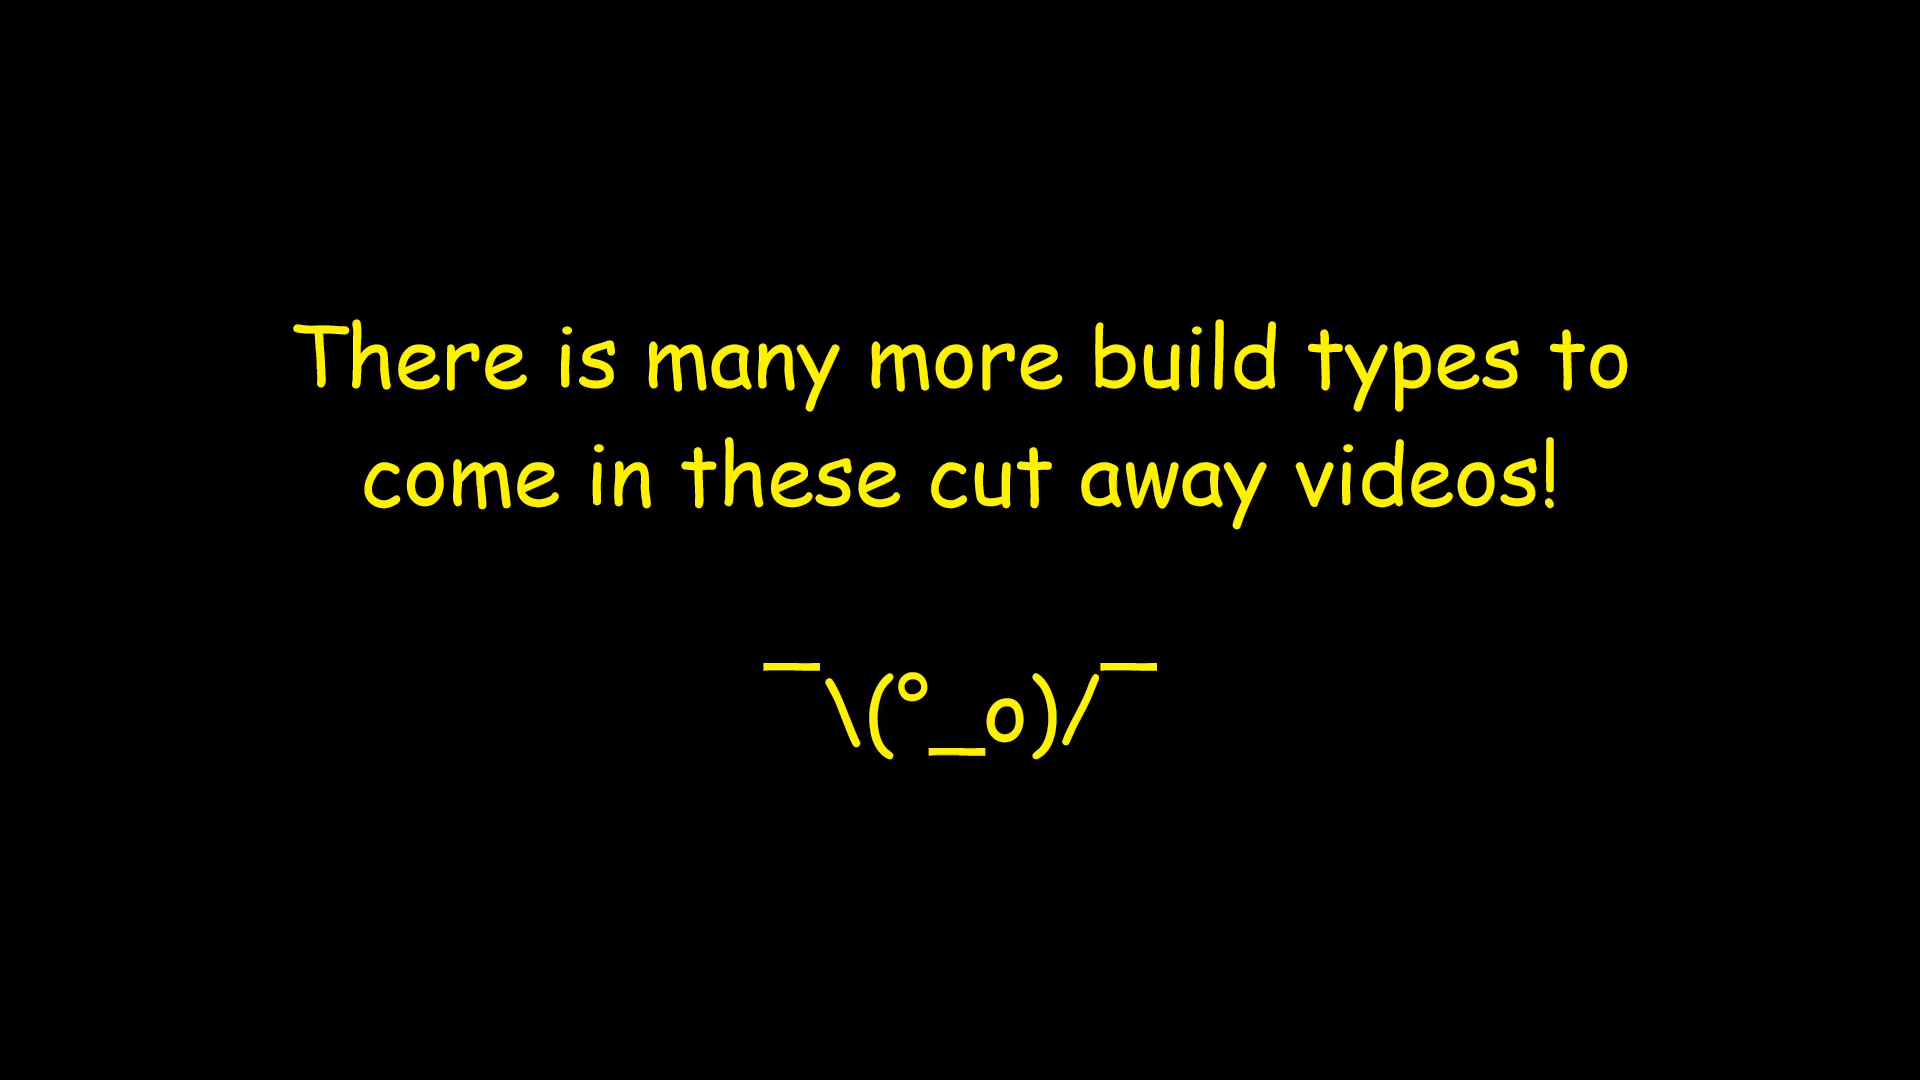 There is many more build types to
come in these cut away videos!
¯\(°_o)/¯